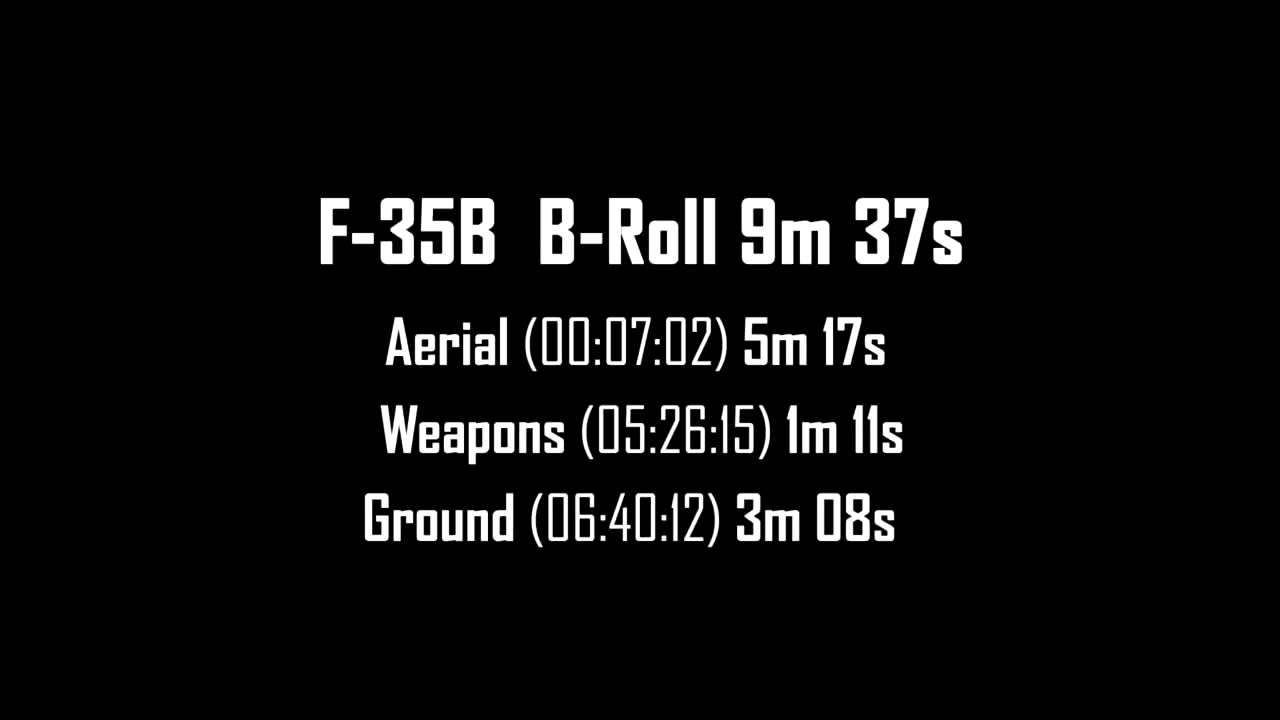 F-35B  B-Roll 9m 37s
Aerial (00:07:02) 5m 17s
Weapons (05:26:15) 1m 11s
Ground (06:40:12) 3m 08s